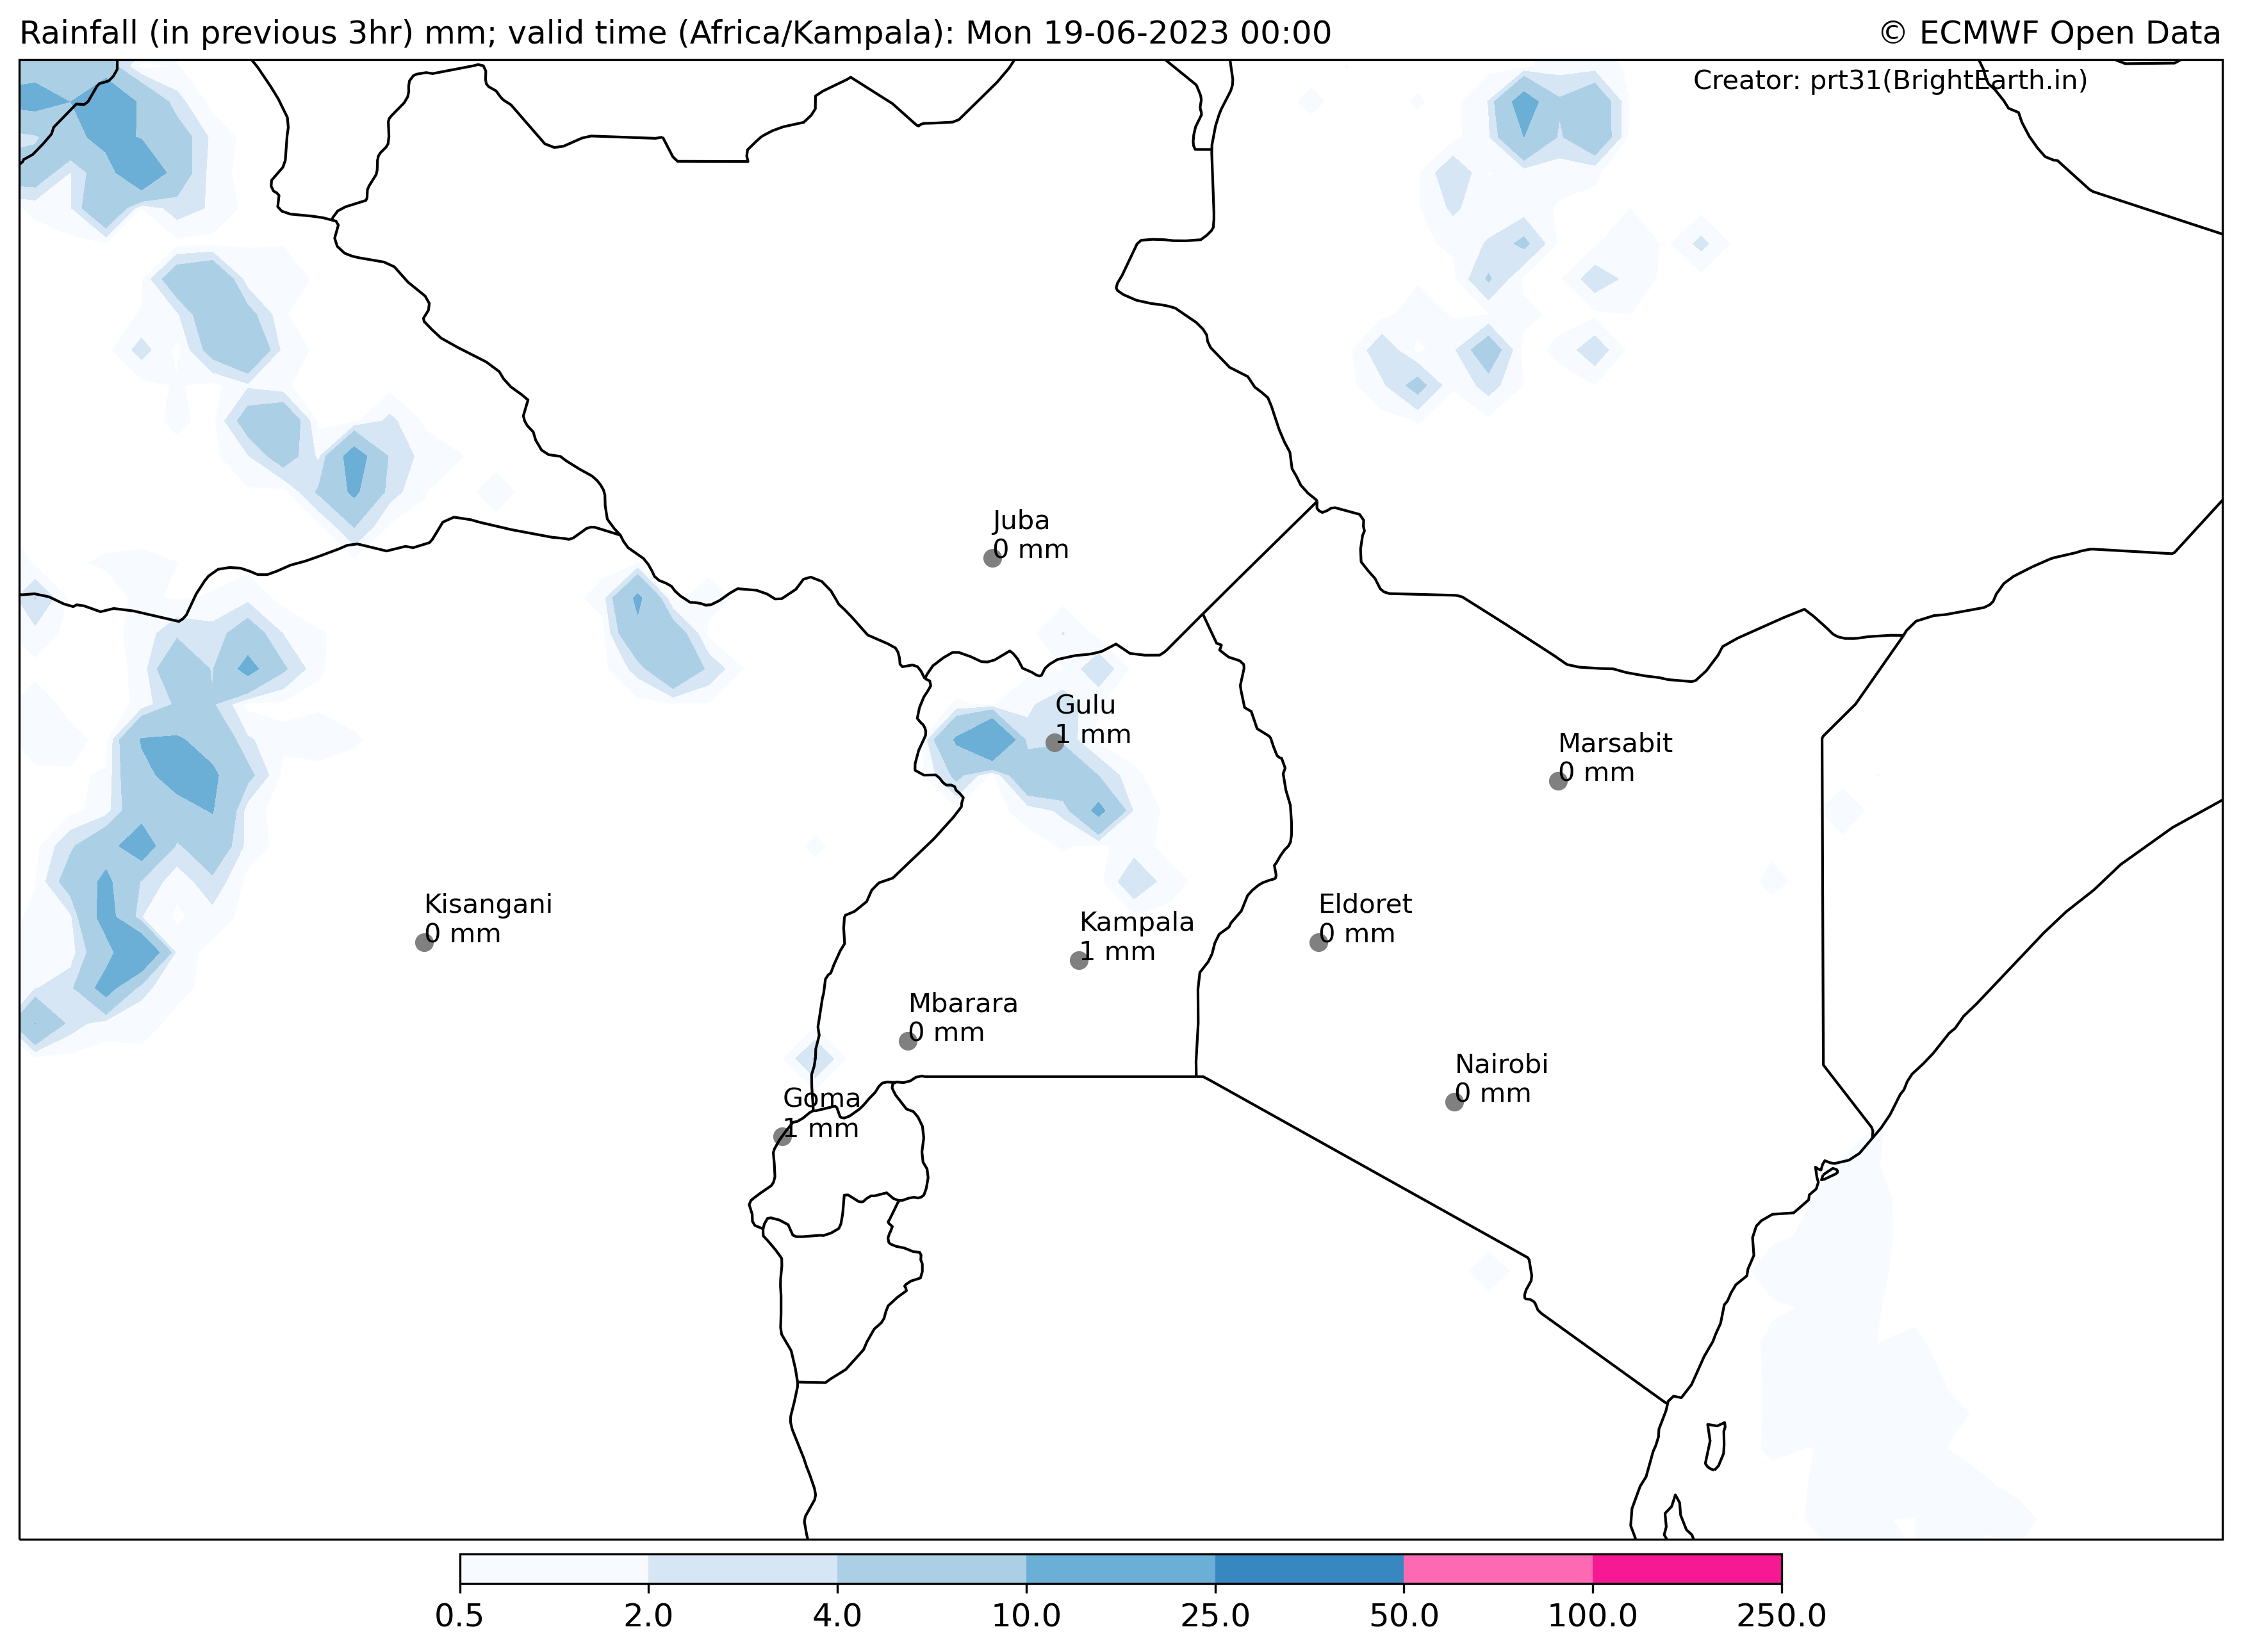 Rainfall (in previous 3hr) mm; valid time (Africa/Kampala): Mon 19-06-2023 00:00
© ECMWF Open Data
Creator: prt31(BrightEarth.in)
Juba
0 mm
Gulu
1 mm
Marsabit
0 mm
Kisangani
0 mm
Kampala
1 mm
Eldoret
0 mm
Mbarara
0 mm
Nairobi
0 mm
Goma
1 mm
0.5 2.0 4.0 10.0 25.0 50.0 100.0 250.0